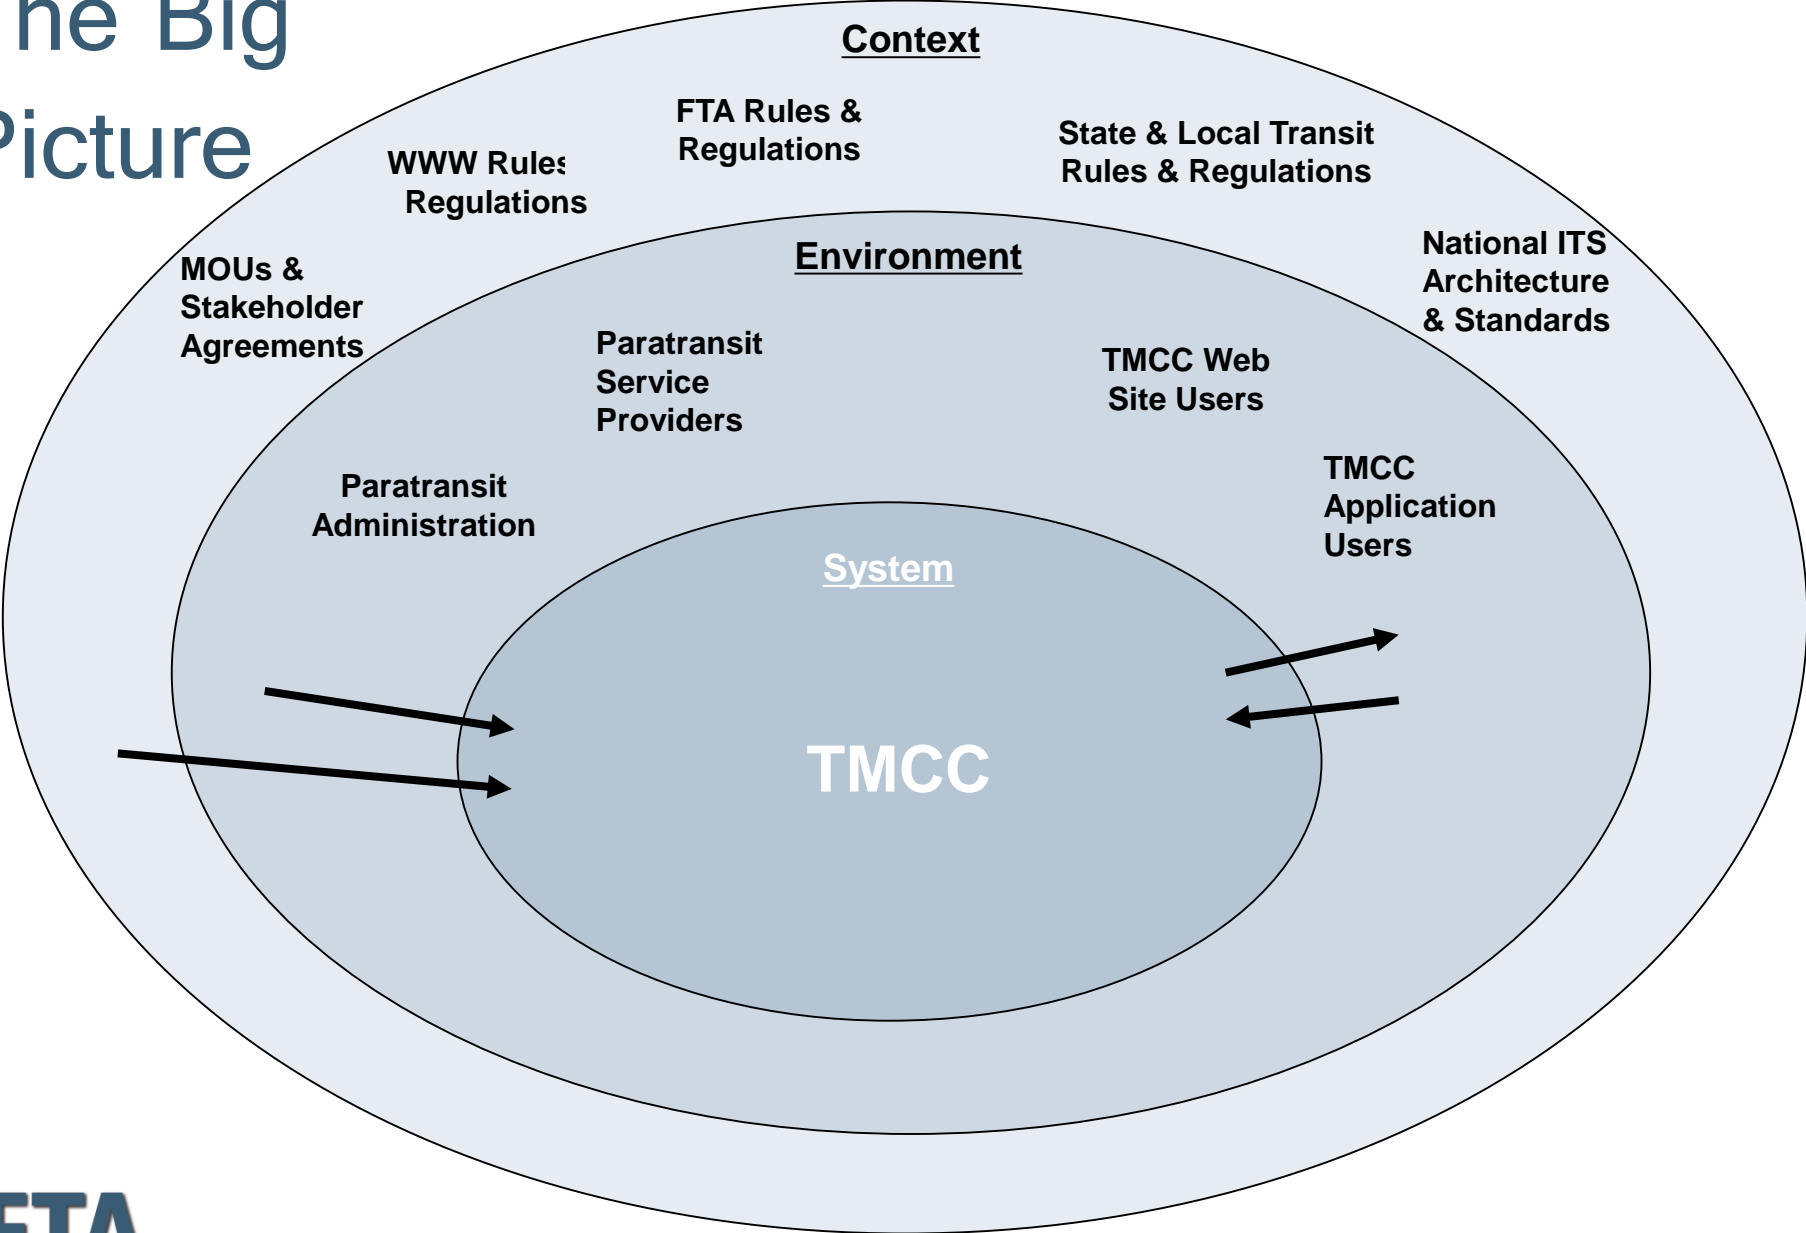 he Big
Picture
Context
FTA Rules &
Regulations
State & Local Transit
Rules & Regulations
WWW Rules
Regulations
National ITS
Architecture
& Standards
MOUs &
Stakeholder
Agreements
Environment
Paratransit
Service
Providers
TMCC Web
Site Users
Paratransit
Administration
TMCC
Application
Users
System
TMCC
FTA